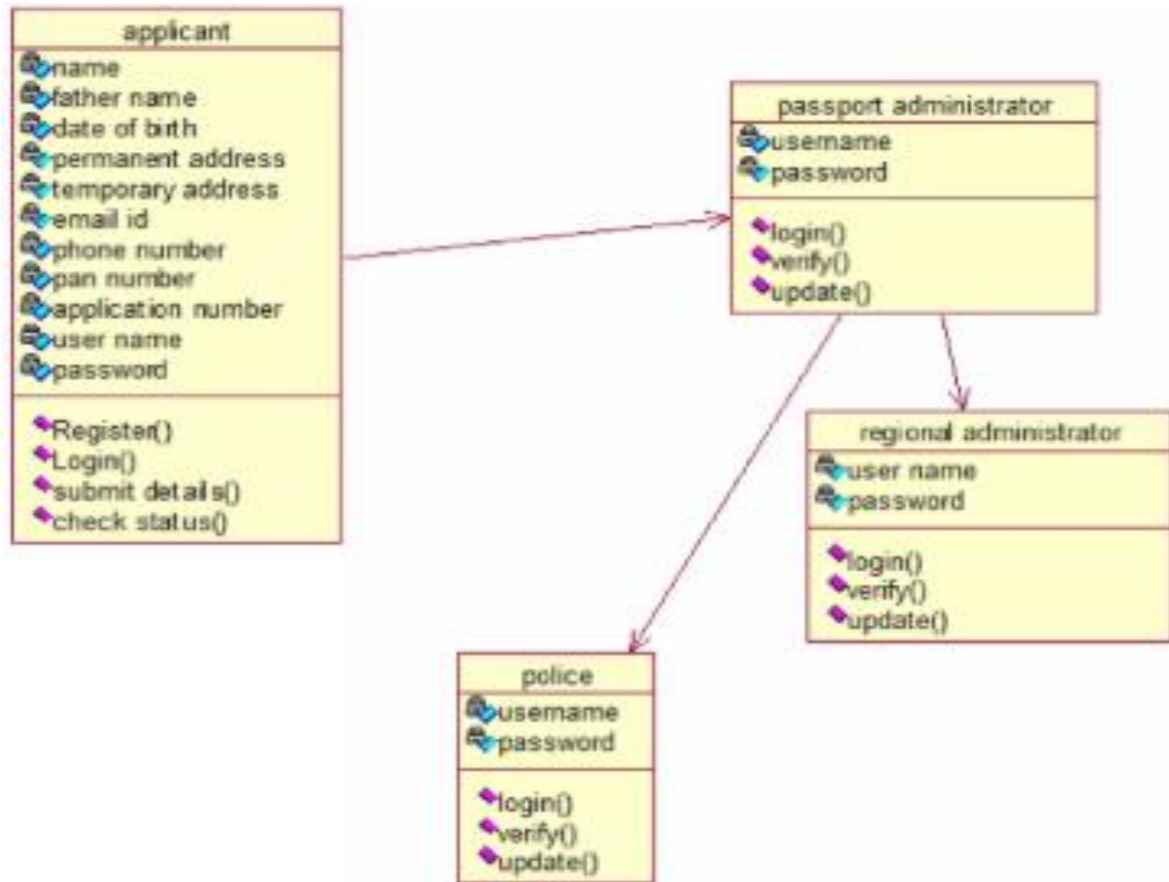 applicant
name
father name
date of birth
permanent address
temporary address
email id
phone number
pan number
application number
user name
password
Register()
Login()
submit details()
check status()
passport administrator
username
password
login()
verify()
update()
regional administrator
user name
password
login()
verify()
update()
police
username
password
login()
verify()
update()